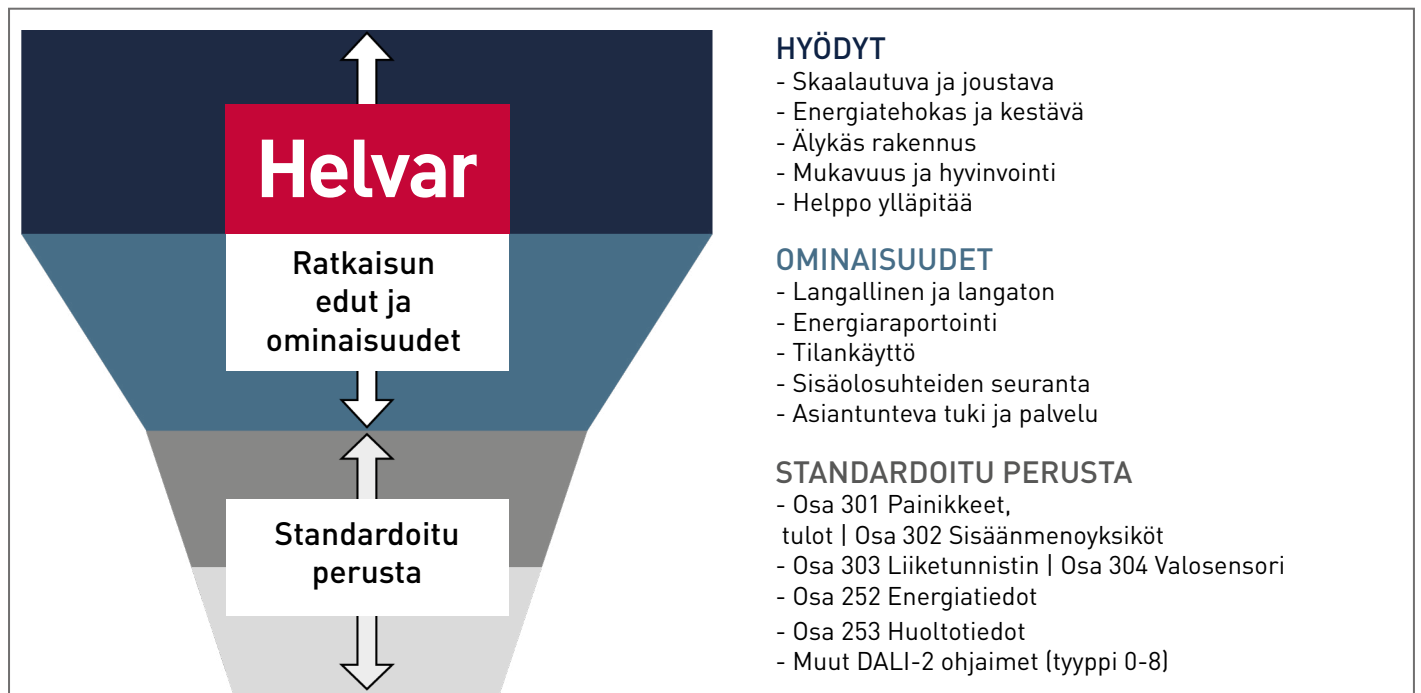 Helvar
Ratkaisun
edut ja
ominaisuudet
Standardoitu
perusta
HYÖDYT
- Skaalautuva ja joustava
- Energiatehokas ja kestävä
- Älykäs rakennus
- Mukavuus ja hyvinvointi
- Helppo ylläpitää
OMINAISUUDET
- Langallinen ja langaton
- Energiaraportointi
- Tilankäyttö
- Sisäolosuhteiden seuranta
- Asiantunteva tuki ja palvelu
STANDARDOITU PERUSTA
- Osa 301 Painikkeet,
tulot | Osa 302 Sisäänmenoyksiköt
- Osa 303 Liiketunnistin | Osa 304 Valosensori
- Osa 252 Energiatiedot
- Osa 253 Huoltotiedot
- Muut DALI-2 ohjaimet (tyyppi 0-8)